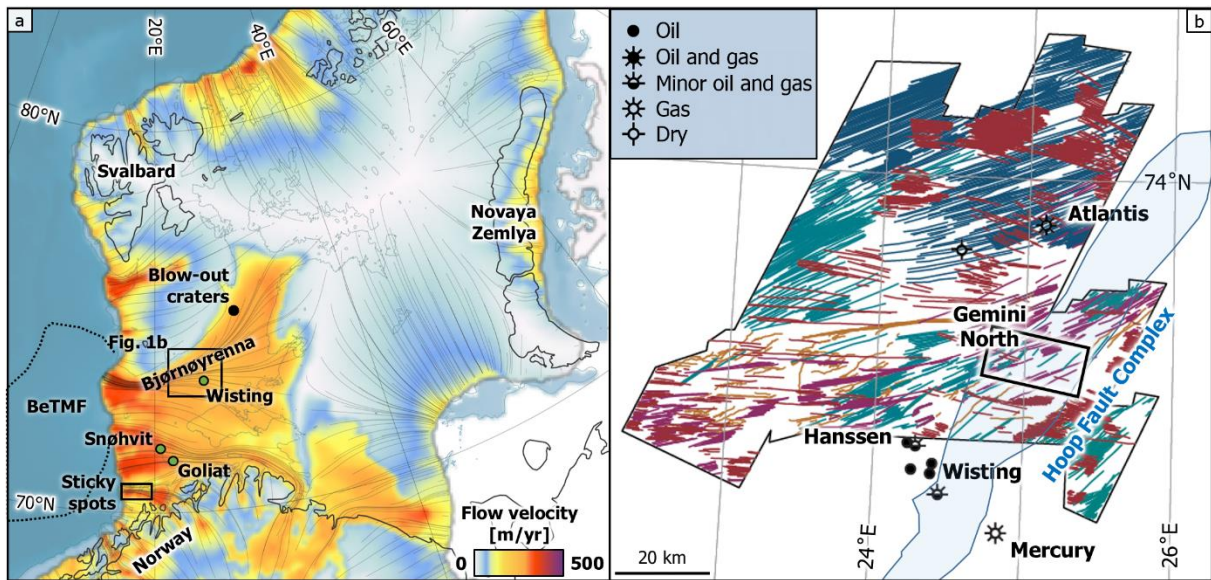 a
20°E
40°E
60°E
80°N
Svalbard
Novaya
Zemlya
Blow-out
craters
Fig. 1b
Bjørnøyrenna
Wisting
BeTMF
Snøhvit
Goliat
Sticky
spots
70°N
Norway
Flow velocity
[m/yr]
0 500
b
Oil
Oil and gas
Minor oil and gas
Gas
Dry
74°N
Atlantis
Gemini
North
Hoop Fault Complex
Hanssen
Wisting
Mercury
24°E
26°E
20 km